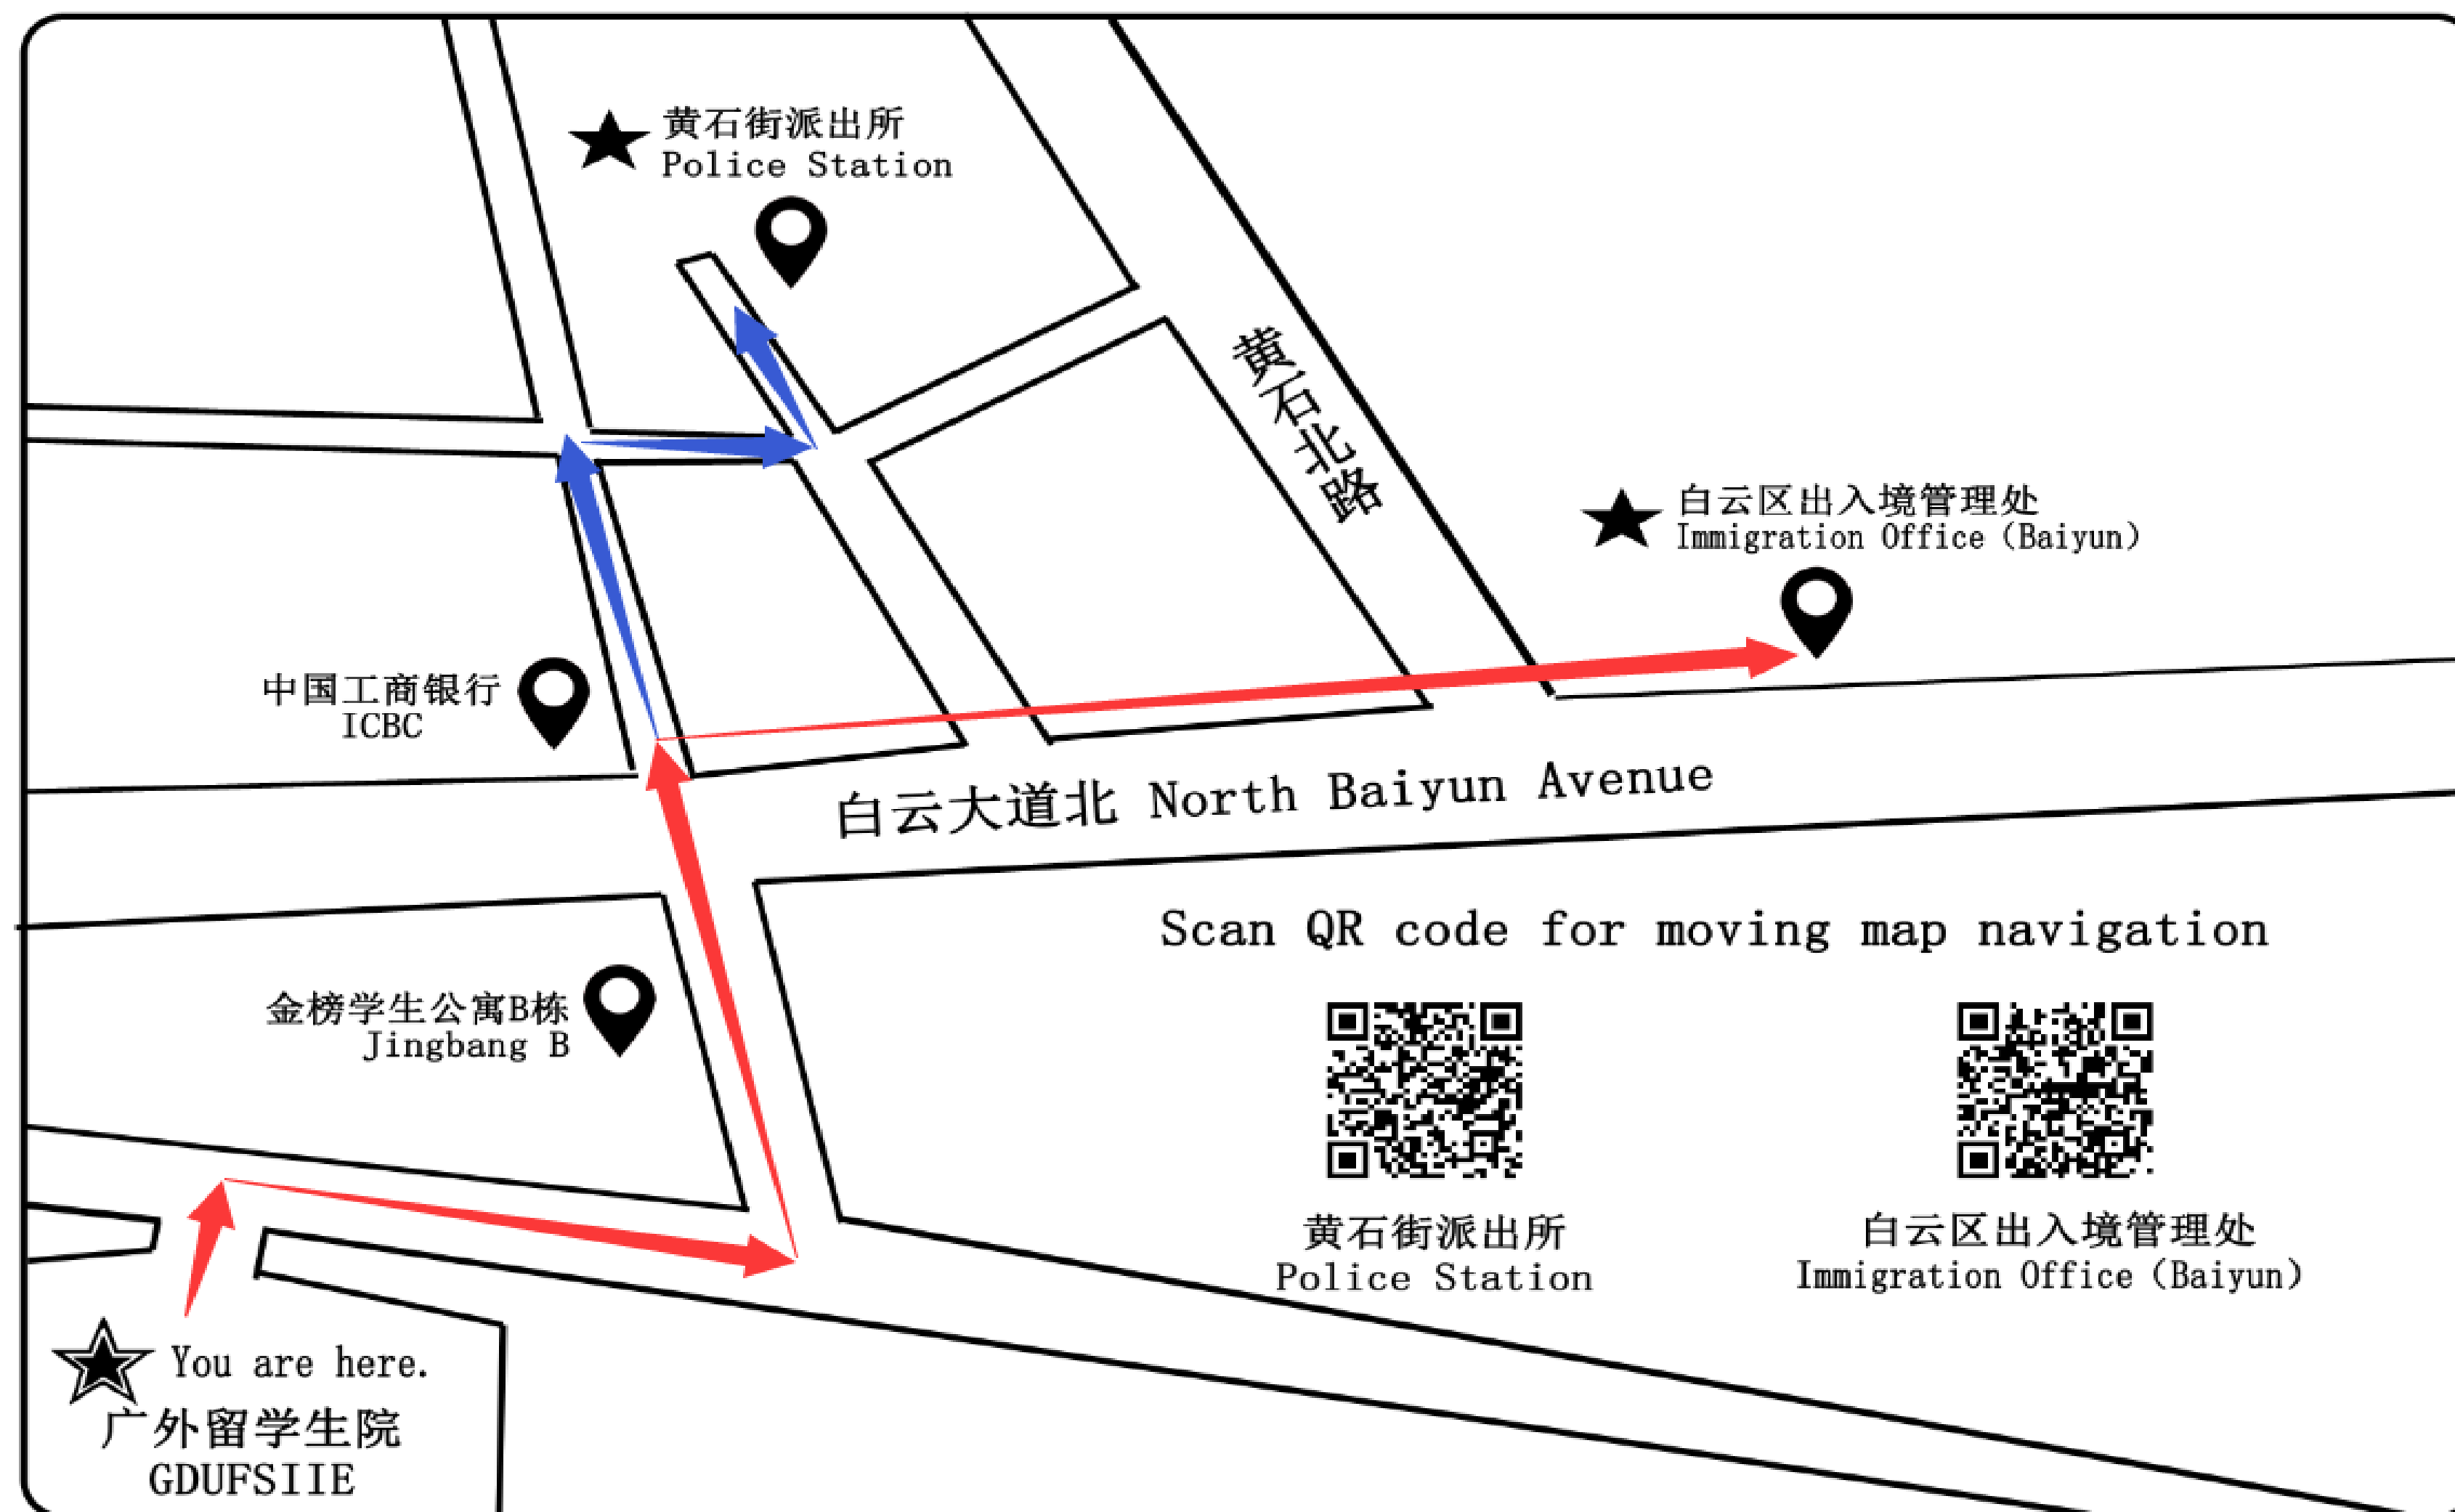 黄石街派出所
Police Station
黄石北路
白云区出入境管理处
Immigration Office（Baiyun）
中国工商银行
ICBC
白云大道北 North Baiyun Avenue
Scan QR code for moving map navigation
金榜学生公寓B栋
Jingbang B
黄石街派出所
Police Station
白云区出入境管理处
Immigration Office（Baiyun）
You are here.
广外留学生院
GDUFSIIE